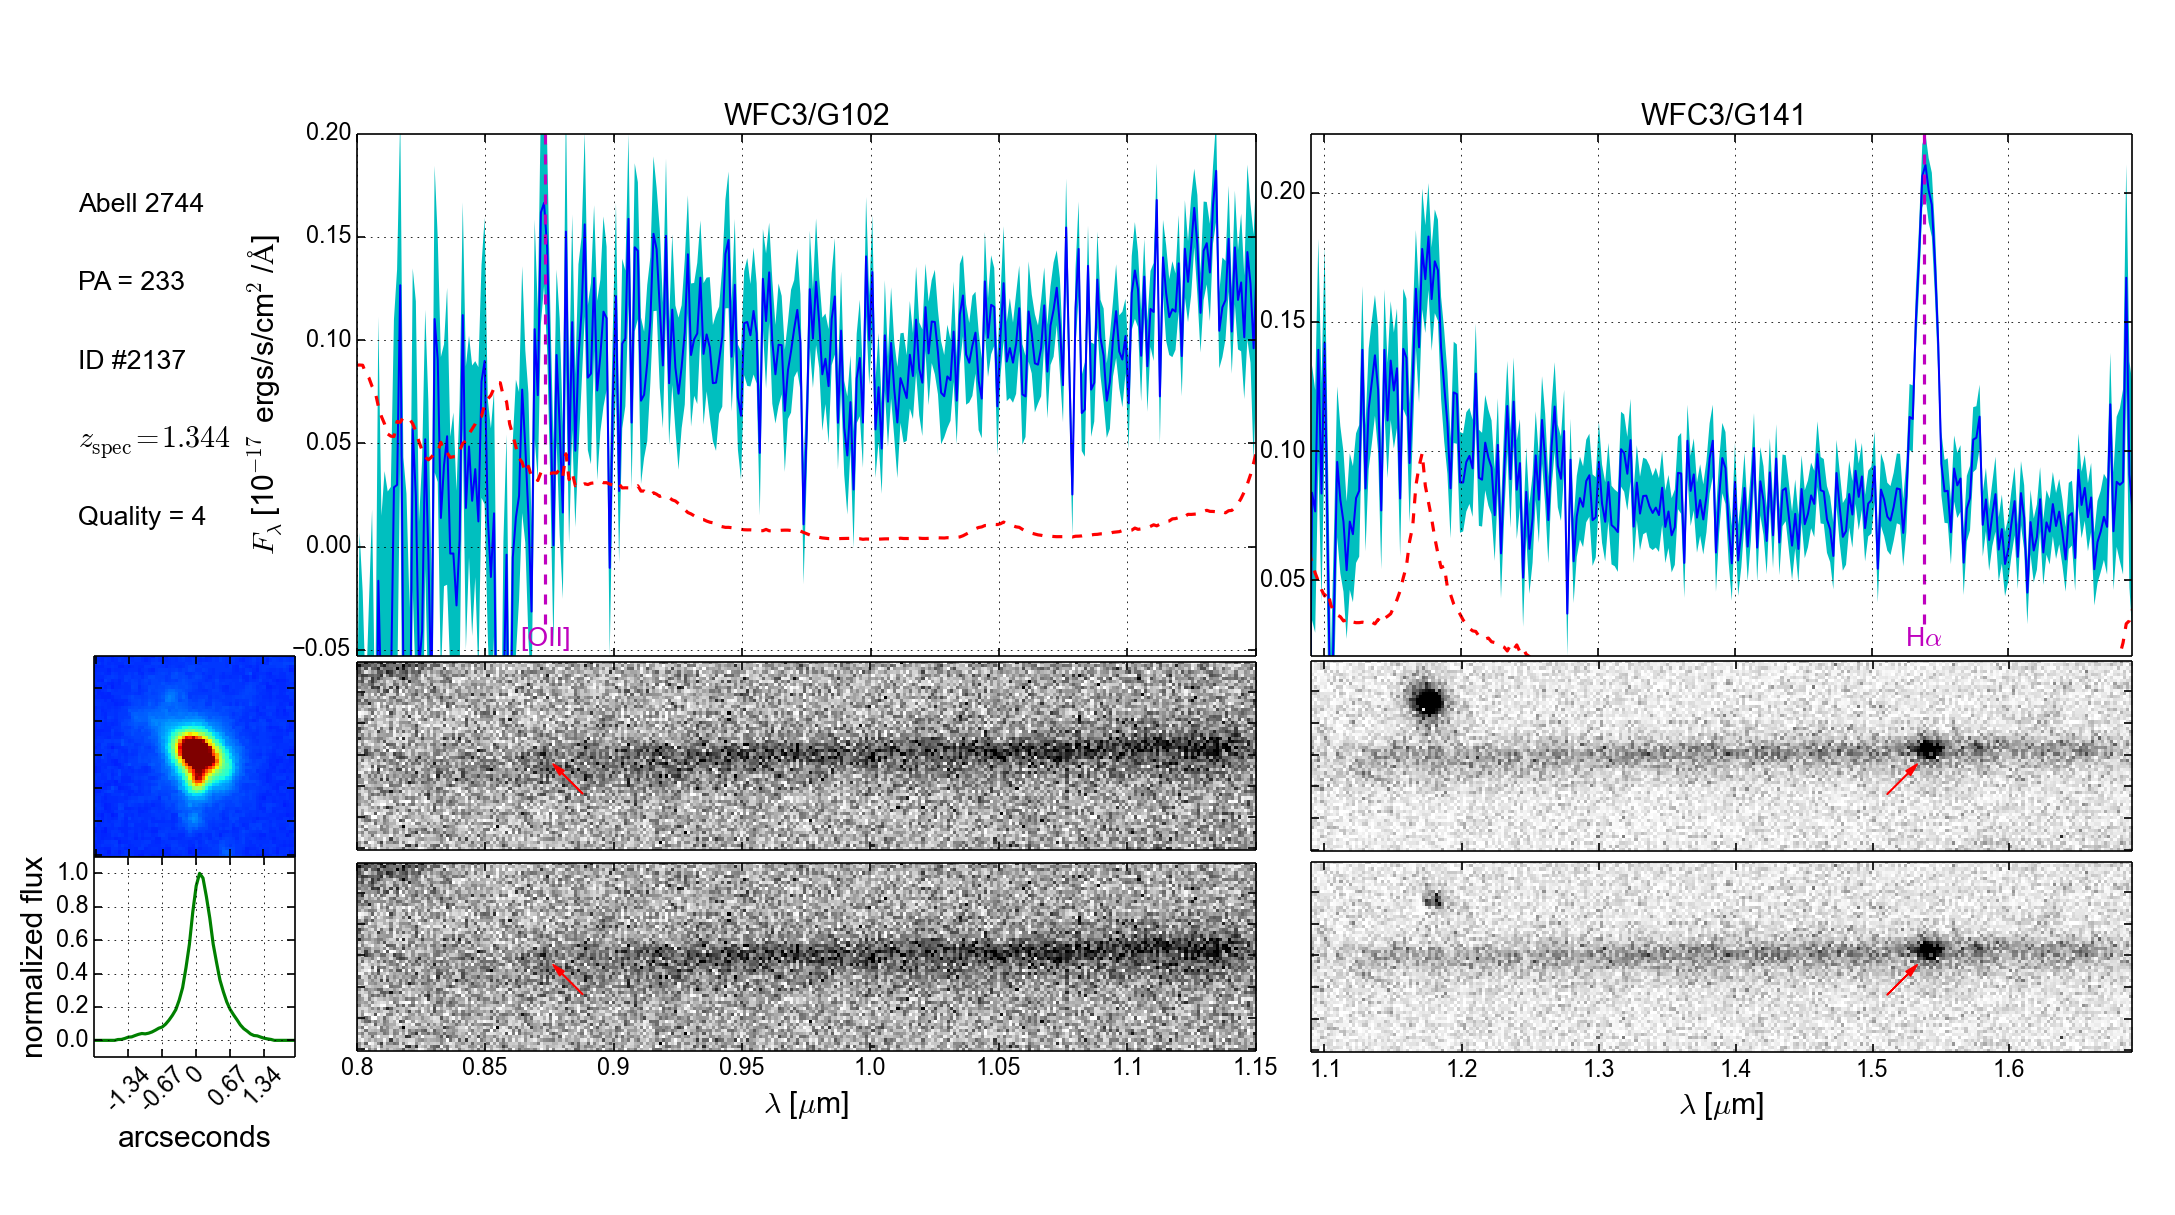 WFC3/G102
WFC3/G141
Abell 2744
PA = 233
ID #2137
z_spec = 1.344
Quality = 4
F_λ [10^−17 ergs/s/cm^2 /Å]
0.20
0.15
0.10
0.05
0.00
−0.05
[OII]
0.20
0.15
0.10
0.05
Hα
normalized flux
1.0
0.8
0.6
0.4
0.2
0.0
-1.34 -0.67 0 0.67 1.34
arcseconds
0.8 0.85 0.9 0.95 1.0 1.05 1.1 1.15
λ [μm]
1.1 1.2 1.3 1.4 1.5 1.6
λ [μm]